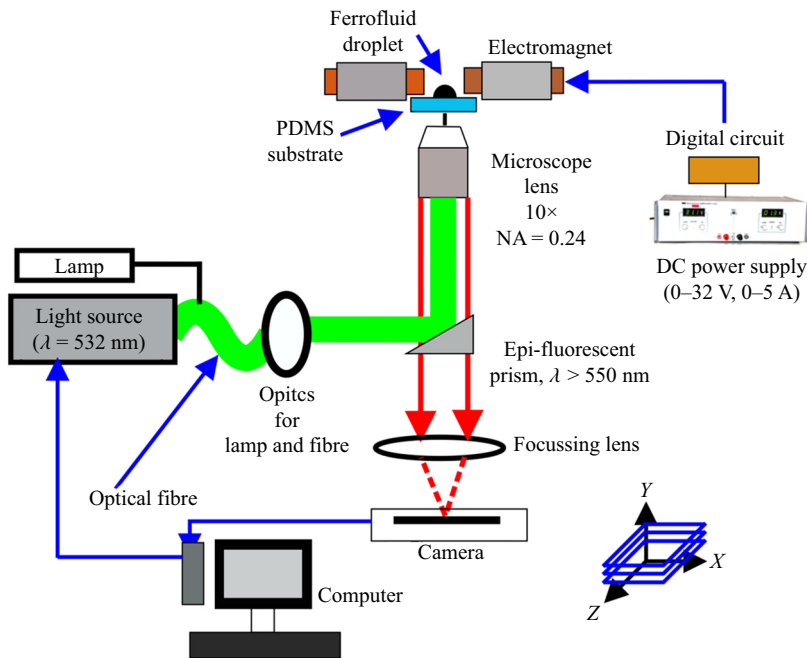 Ferrofluid
droplet
Electromagnet
PDMS
substrate
Digital circuit
Microscope
lens
10×
NA = 0.24
DC power supply
(0–32 V, 0–5 A)
Lamp
Light source
(λ = 532 nm)
Epi-fluorescent
prism, λ > 550 nm
Opitcs
for
lamp and fibre
Focussing lens
Optical fibre
Camera
Computer
Y
X
Z